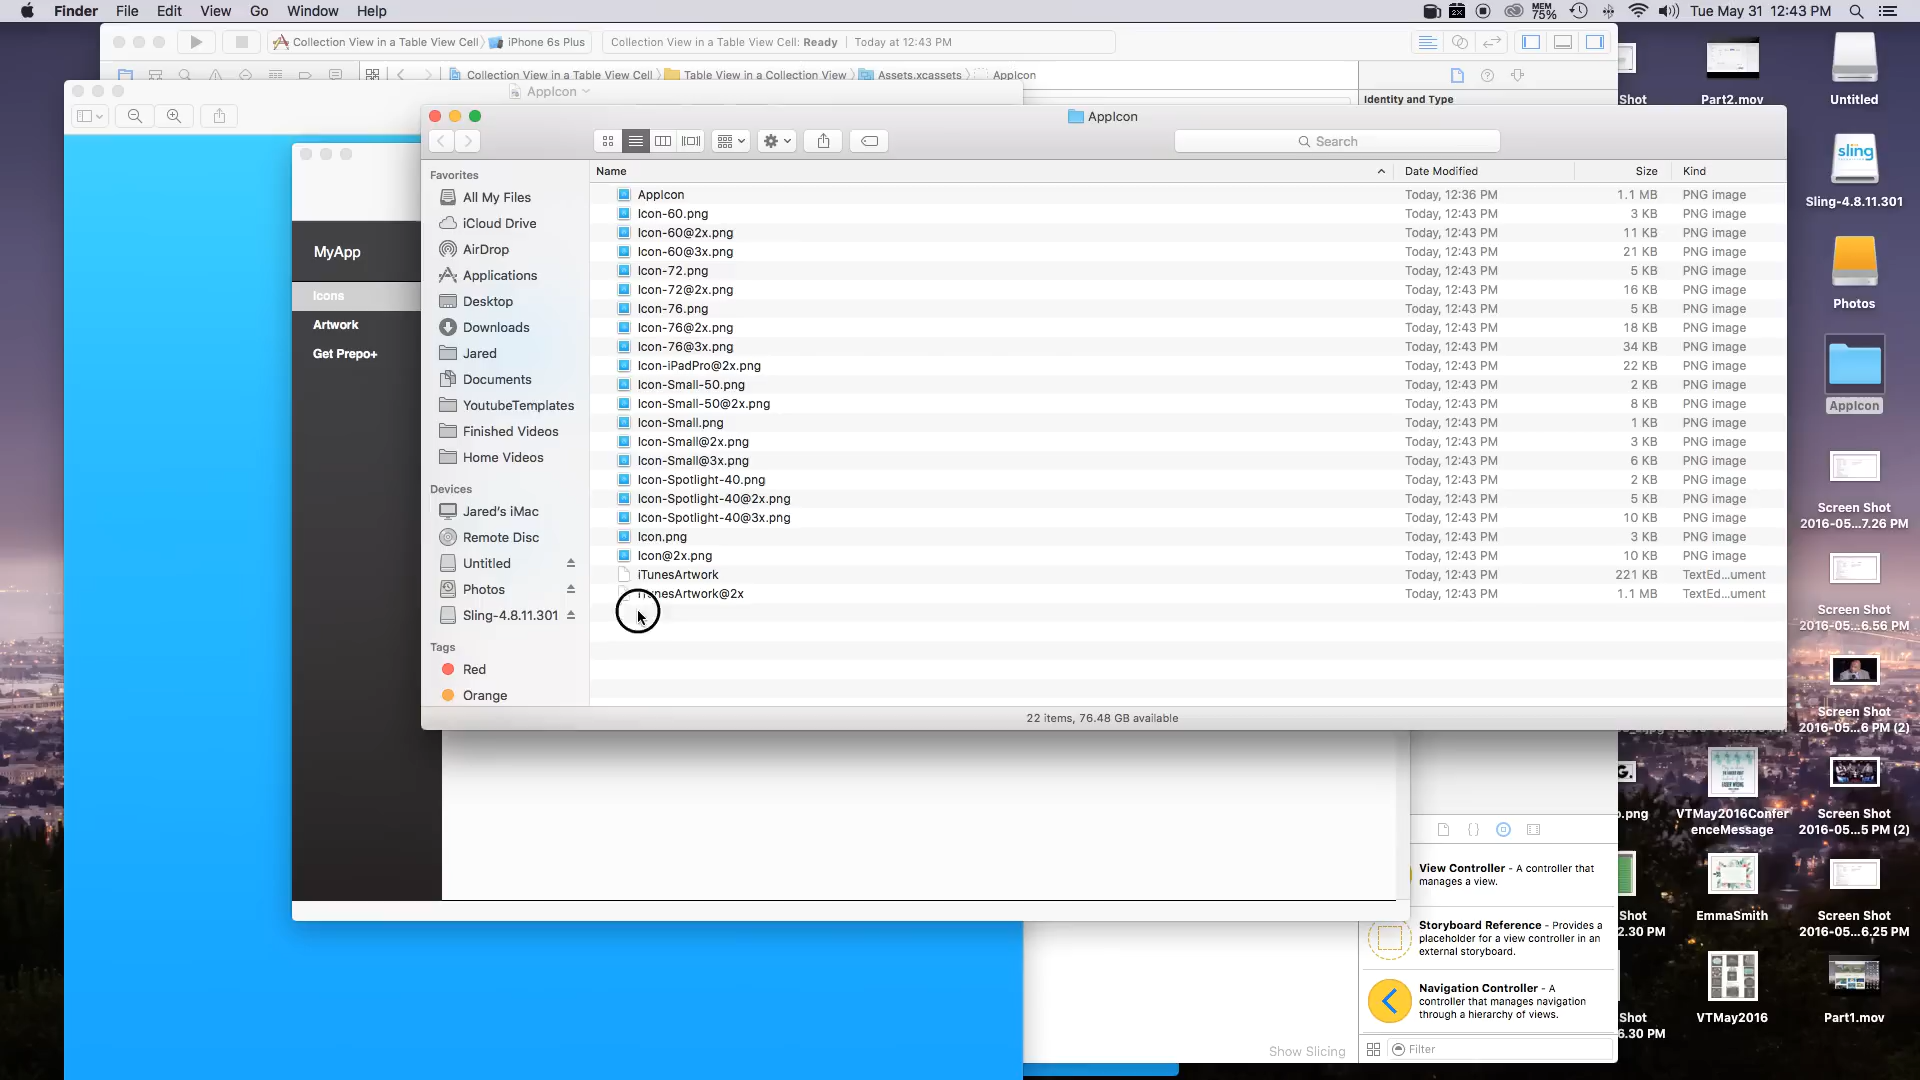 Finder File Edit View Go Window Help
MEM 75% Tue May 31 12:43 PM
Collection View in a Table View Cell iPhone 6s Plus Collection View in a Table View Cell: Ready Today at 12:43 PM
Collection View in a Table View Cell Table View in a Collection View Assets.xcassets AppIcon
Identity and Type
AppIcon
AppIcon
Search
Favorites
All My Files
iCloud Drive
AirDrop
Applications
Desktop
Downloads
Jared
Documents
YoutubeTemplates
Finished Videos
Home Videos
Devices
Jared's iMac
Remote Disc
Untitled
Photos
Sling-4.8.11.301
Tags
Red
Orange
Name Date Modified Size Kind
AppIcon Today, 12:36 PM 1.1 MB PNG image
Icon-60.png Today, 12:43 PM 3 KB PNG image
Icon-60@2x.png Today, 12:43 PM 11 KB PNG image
Icon-60@3x.png Today, 12:43 PM 21 KB PNG image
Icon-72.png Today, 12:43 PM 5 KB PNG image
Icon-72@2x.png Today, 12:43 PM 16 KB PNG image
Icon-76.png Today, 12:43 PM 5 KB PNG image
Icon-76@2x.png Today, 12:43 PM 18 KB PNG image
Icon-76@3x.png Today, 12:43 PM 34 KB PNG image
Icon-iPadPro@2x.png Today, 12:43 PM 22 KB PNG image
Icon-Small-50.png Today, 12:43 PM 2 KB PNG image
Icon-Small-50@2x.png Today, 12:43 PM 8 KB PNG image
Icon-Small.png Today, 12:43 PM 1 KB PNG image
Icon-Small@2x.png Today, 12:43 PM 3 KB PNG image
Icon-Small@3x.png Today, 12:43 PM 6 KB PNG image
Icon-Spotlight-40.png Today, 12:43 PM 2 KB PNG image
Icon-Spotlight-40@2x.png Today, 12:43 PM 5 KB PNG image
Icon-Spotlight-40@3x.png Today, 12:43 PM 10 KB PNG image
Icon.png Today, 12:43 PM 3 KB PNG image
Icon@2x.png Today, 12:43 PM 10 KB PNG image
iTunesArtwork Today, 12:43 PM 221 KB TextEd...ument
iTunesArtwork@2x Today, 12:43 PM 1.1 MB TextEd...ument
22 items, 76.48 GB available
MyApp
Icons
Artwork
Get Prepo+
View Controller - A controller that
manages a view.
Storyboard Reference - Provides a
placeholder for a view controller in an
external storyboard.
Navigation Controller - A
controller that manages navigation
through a hierarchy of views.
Show Slicing
Filter
Shot
Part2.mov
Untitled
sling
Sling-4.8.11.301
Photos
AppIcon
Screen Shot
2016-05...7.26 PM
Screen Shot
2016-05...6.56 PM
Screen Shot
2016-05...6 PM (2)
G.
.png
VTMay2016Confer
enceMessage
Screen Shot
2016-05...5 PM (2)
Shot
2.30 PM
EmmaSmith
Screen Shot
2016-05...6.25 PM
Shot
6.30 PM
VTMay2016
Part1.mov